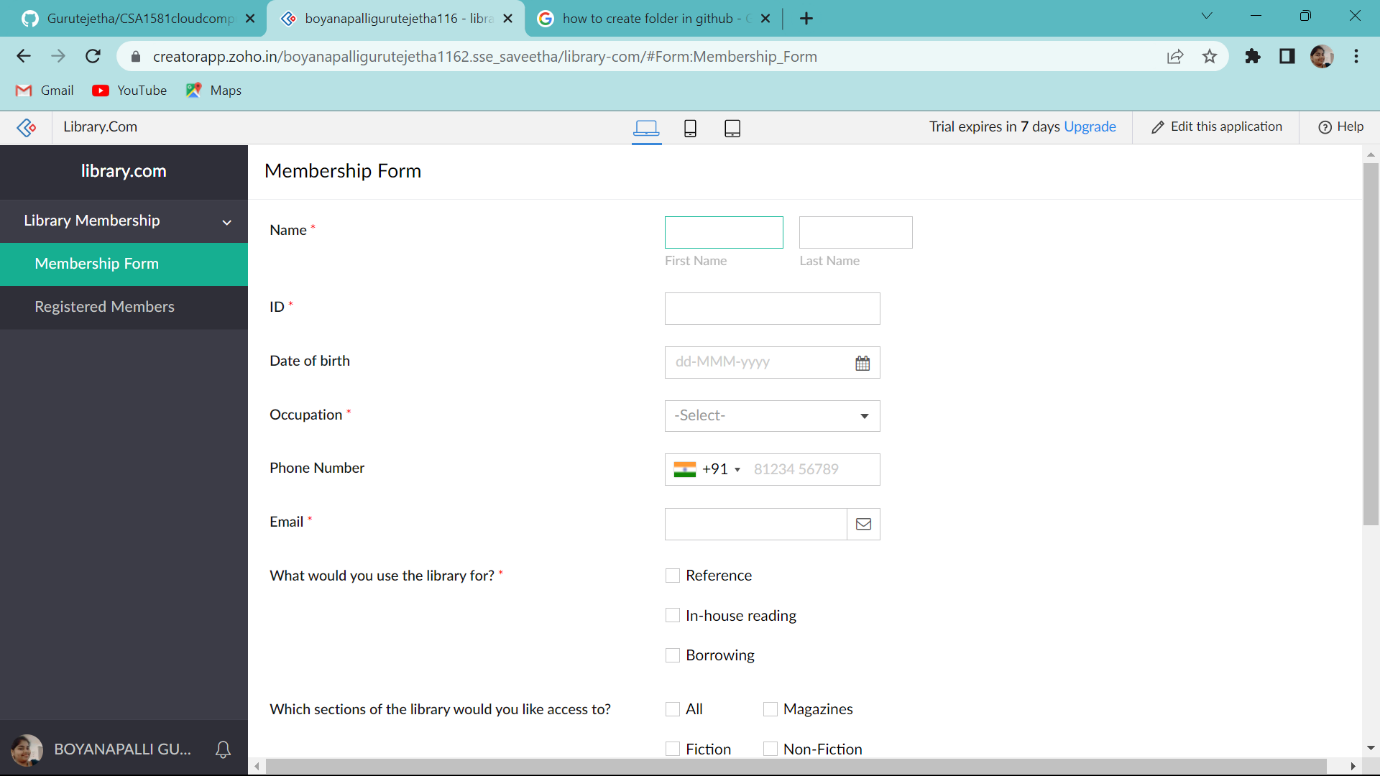 Gurutejetha/CSA1581cloudcomp
boyanapalligurutejetha116 - libra
how to create folder in github - G
creatorapp.zoho.in/boyanapalligurutejetha1162.sse_saveetha/library-com/#Form:Membership_Form
Gmail YouTube Maps
Library.Com Trial expires in 7 days Upgrade Edit this application Help
library.com
Library Membership
Membership Form
Registered Members
BOYANAPALLI GU...
Membership Form
Name *
First Name Last Name
ID *
Date of birth dd-MMM-yyyy
Occupation * -Select-
Phone Number +91 81234 56789
Email *
What would you use the library for? * Reference
In-house reading
Borrowing
Which sections of the library would you like access to? All Magazines
Fiction Non-Fiction